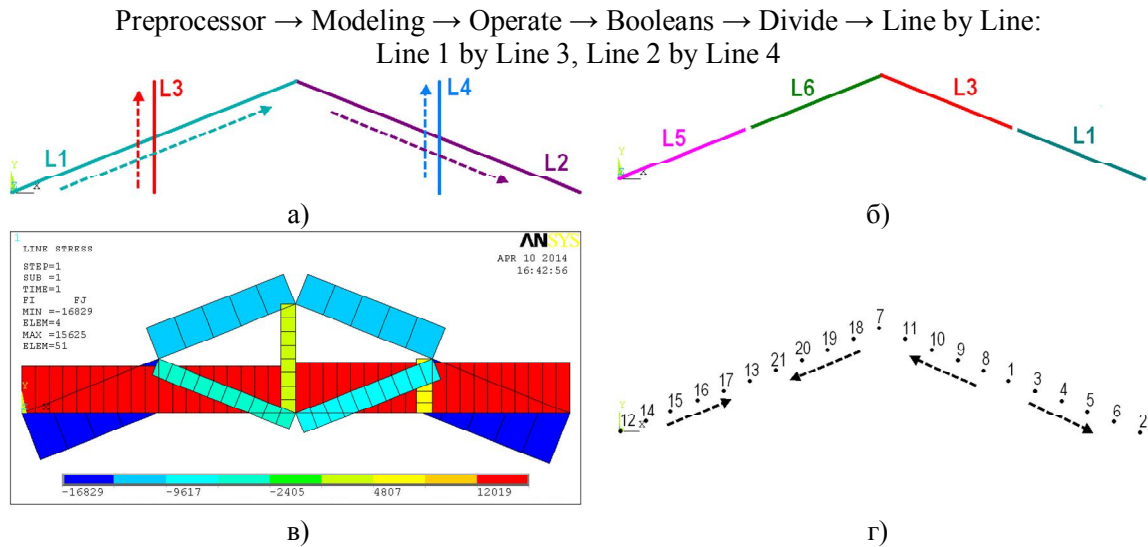 Preprocessor → Modeling → Operate → Booleans → Divide → Line by Line:
Line 1 by Line 3, Line 2 by Line 4
L1 L3 L4 L2
Y
X
а)
L5 L6 L3 L1
Y
X
б)
1
LINE STRESS
STEP=1
SUB =1
TIME=1
FI FJ
MIN =-16829
ELEM=4
MAX =15625
ELEM=51
ANSYS
APR 10 2014
16:42:56
Y
X
-16829 -9617 -2405 4807 12019
в)
12 14 15 16 17 13 21 20 19 18 7 11 10 9 8 1 3 4 5 6 2
Y
X
г)